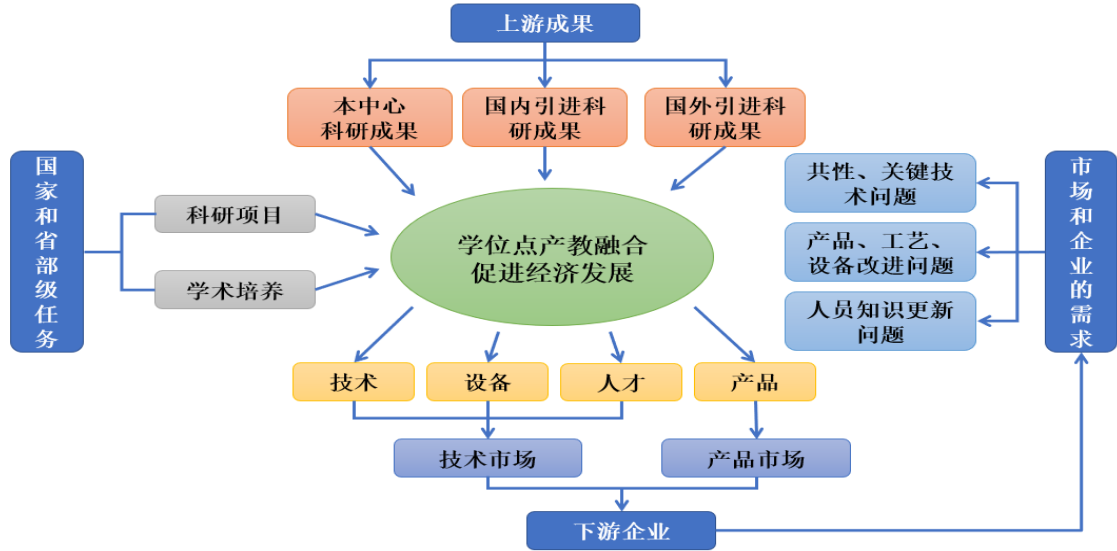 上游成果
本中心
科研成果
国内引进科
研成果
国外引进科
研成果
国家和省部级任务
科研项目
学术培养
学位点产教融合
促进经济发展
共性、关键技
术问题
产品、工艺、
设备改进问题
人员知识更新
问题
市场和企业的需求
技术
设备
人才
产品
技术市场
产品市场
下游企业